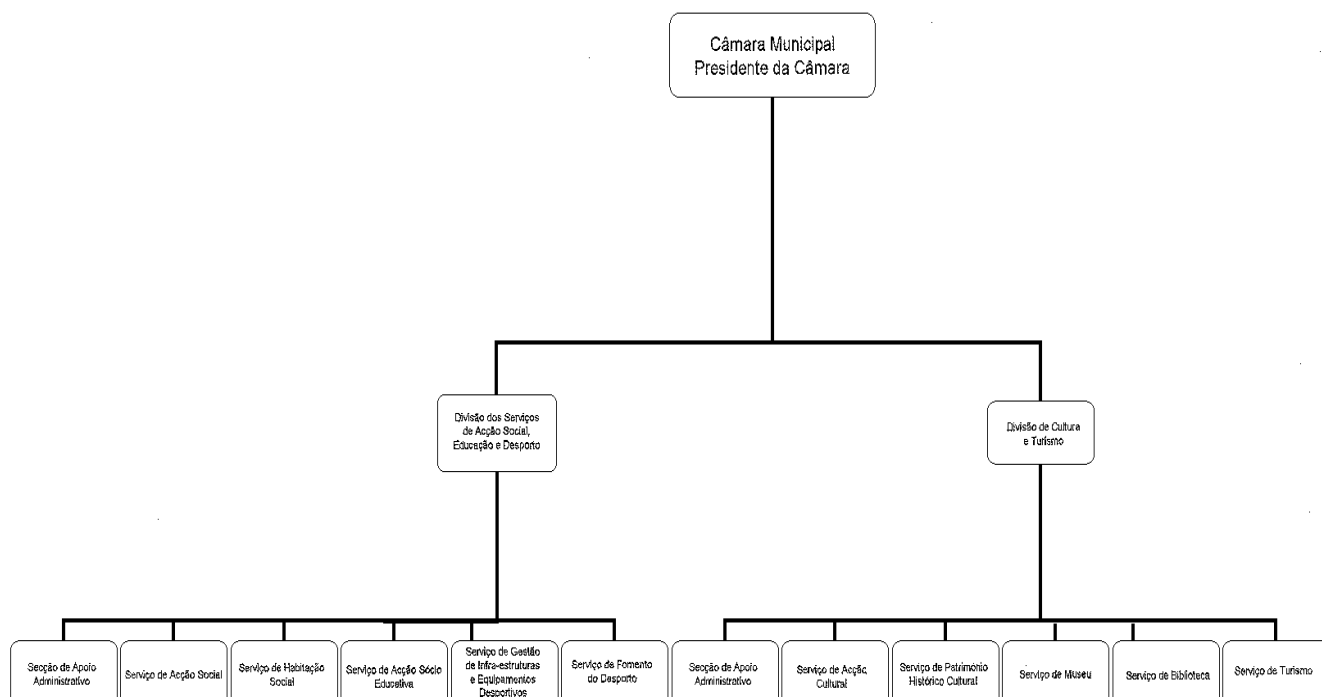 Câmara Municipal
Presidente da Câmara
Divisão dos Serviços
de Acção Social,
Educação e Desporto
Divisão de Cultura
e Turismo
Secção de Apoio
Administrativo
Serviço de Acção Social
Serviço de Habitação
Social
Serviço de Acção Sócio
Educativa
Serviço de Gestão
de Infra-estruturas
e Equipamentos
Desportivos
Serviço de Fomento
do Desporto
Secção de Apoio
Administrativo
Serviço de Acção
Cultural
Serviço de Património
Histórico Cultural
Serviço de Museu
Serviço de Biblioteca
Serviço de Turismo